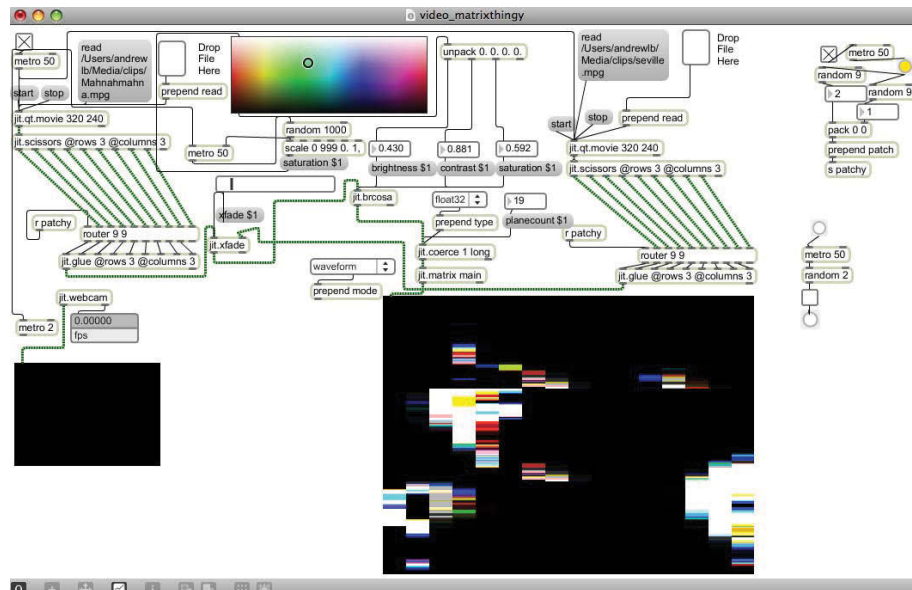 video_matrixthingy
metro 50
read
/Users/andrew
lb/Media/clips/
Mahnahmahn
a.mpg
Drop
File
Here
start
stop
prepend read
jit.qt.movie 320 240
jit.scissors @rows 3 @columns 3
metro 50
random 1000
scale 0 999 0. 1,
saturation $1
unpack 0. 0. 0. 0.
0.430
0.881
0.592
brightness $1
contrast $1
saturation $1
read
/Users/andrewlb/
Media/clips/seville
.mpg
Drop
File
Here
start
stop
prepend read
jit.qt.movie 320 240
jit.scissors @rows 3 @columns 3
metro 50
random 9
random 9
2
1
pack 0 0
prepend patch
s patchy
r patchy
router 9 9
jit.glue @rows 3 @columns 3
xfade $1
jit.xfade
jit.brcosa
float32
19
prepend type
planecount $1
jit.coerce 1 long
jit.matrix main
waveform
prepend mode
r patchy
router 9 9
jit.glue @rows 3 @columns 3
metro 50
random 2
jit.webcam
metro 2
0.00000
fps